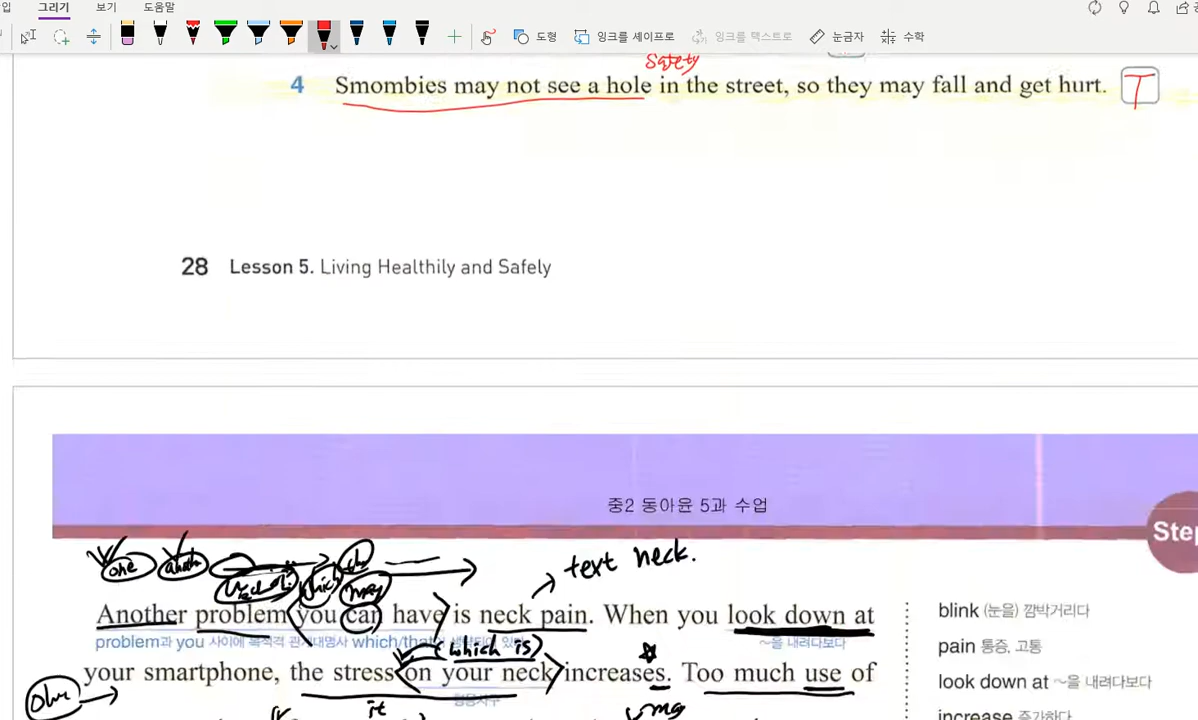 입 그리기 보기 도움말
도형 잉크를 셰이프로 잉크를 텍스트로 눈금자 수학
Safety
4 Smombies may not see a hole in the street, so they may fall and get hurt. T
28 Lesson 5. Living Healthily and Safely
중2 동아윤 5과 수업
Step
one text neck.
may
Another problem you can have is neck pain. When you look down at
problem과 you 사이에 목적격 관계대명사 which/that이 생략되어 있다. ~을 내려다보다
(which is)
your smartphone, the stress on your neck increases. Too much use of
형용사구
it ing
blink (눈을) 깜박거리다
pain 통증, 고통
look down at ~을 내려다보다
increase 증가하다